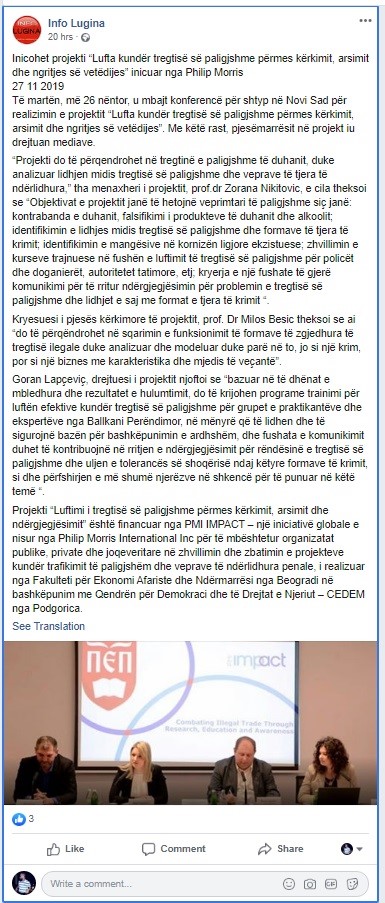 INFO
LUGINA
Info Lugina
20 hrs ·
Inicohet projekti “Lufta kundër tregtisë së paligjshme përmes kërkimit, arsimit
dhe ngritjes së vetëdijes” inicuar nga Philip Morris
27 11 2019
Të martën, më 26 nëntor, u mbajt konferencë për shtyp në Novi Sad për
realizimin e projektit “Lufta kundër tregtisë së paligjshme përmes kërkimit,
arsimit dhe ngritjes së vetëdijes”. Me këtë rast, pjesëmarrësit në projekt iu
drejtuan mediave.
“Projekti do të përqendrohet në tregtinë e paligjshme të duhanit, duke
analizuar lidhjen midis tregtisë së paligjshme dhe veprave të tjera të
ndërlidhura,” tha menaxheri i projektit, prof.dr Zorana Nikitovic, e cila theksoi
se “Objektivat e projektit janë të hetojnë veprimtari të paligjshme siç janë:
kontrabanda e duhanit, falsifikimi i produkteve të duhanit dhe alkoolit;
identifikimin e lidhjes midis tregtisë së paligjshme dhe formave të tjera të
krimit; identifikimin e mangësive në kornizën ligjore ekzistuese; zhvillimin e
kurseve trajnuese në fushën e luftimit të tregtisë së paligjshme për policët
dhe doganierët, autoritetet tatimore, etj; kryerja e një fushate të gjerë
komunikimi për të rritur ndërgjegjësimin për problemin e tregtisë së
paligjshme dhe lidhjet e saj me format e tjera të krimit “.
Kryesuesi i pjesës kërkimore të projektit, prof. Dr Milos Besic theksoi se ai
“do të përqëndrohet në sqarimin e funksionimit të formave të zgjedhura të
tregtisë ilegale duke analizuar dhe modeluar duke parë në to, jo si një krim,
por si një biznes me karakteristika dhe mjedis të veçantë”.
Goran Lapçeviç, drejtuesi i projektit njoftoi se “bazuar në të dhënat e
mbledhura dhe rezultatet e hulumtimit, do të krijohen programe trainimi për
luftën efektive kundër tregtisë së paligjshme për grupet e praktikantëve dhe
ekspertëve nga Ballkani Perëndimor, në mënyrë që të lidhen dhe të
sigurojnë bazën për bashkëpunimin e ardhshëm, dhe fushata e komunikimit
duhet të kontribuojnë në rritjen e ndërgjegjësimit për rëndësinë e tregtisë së
paligjshme dhe uljen e tolerancës së shoqërisë ndaj këtyre formave të krimit,
si dhe përfshirjen e më shumë njerëzve në shkencë për të punuar në këtë
temë “.
Projekti “Luftimi i tregtisë së paligjshme përmes kërkimit, arsimit dhe
ndërgjegjësimit” është financuar nga PMI IMPACT – një iniciativë globale e
nisur nga Philip Morris International Inc për të mbështetur organizatat
publike, private dhe joqeveritare në zhvillimin dhe zbatimin e projekteve
kundër trafikimit të paligjshëm dhe veprave të ndërlidhura penale, i realizuar
nga Fakulteti për Ekonomi Afariste dhe Ndërmarrësi nga Beogradi në
bashkëpunim me Qendrën për Demokraci dhe të Drejtat e Njeriut – CEDEM
nga Podgorica.
See Translation
ПЕП
impact
Combating Illegal Trade Through
Research, Education and Awareness
3
Like Comment Share
Write a comment...
GIF